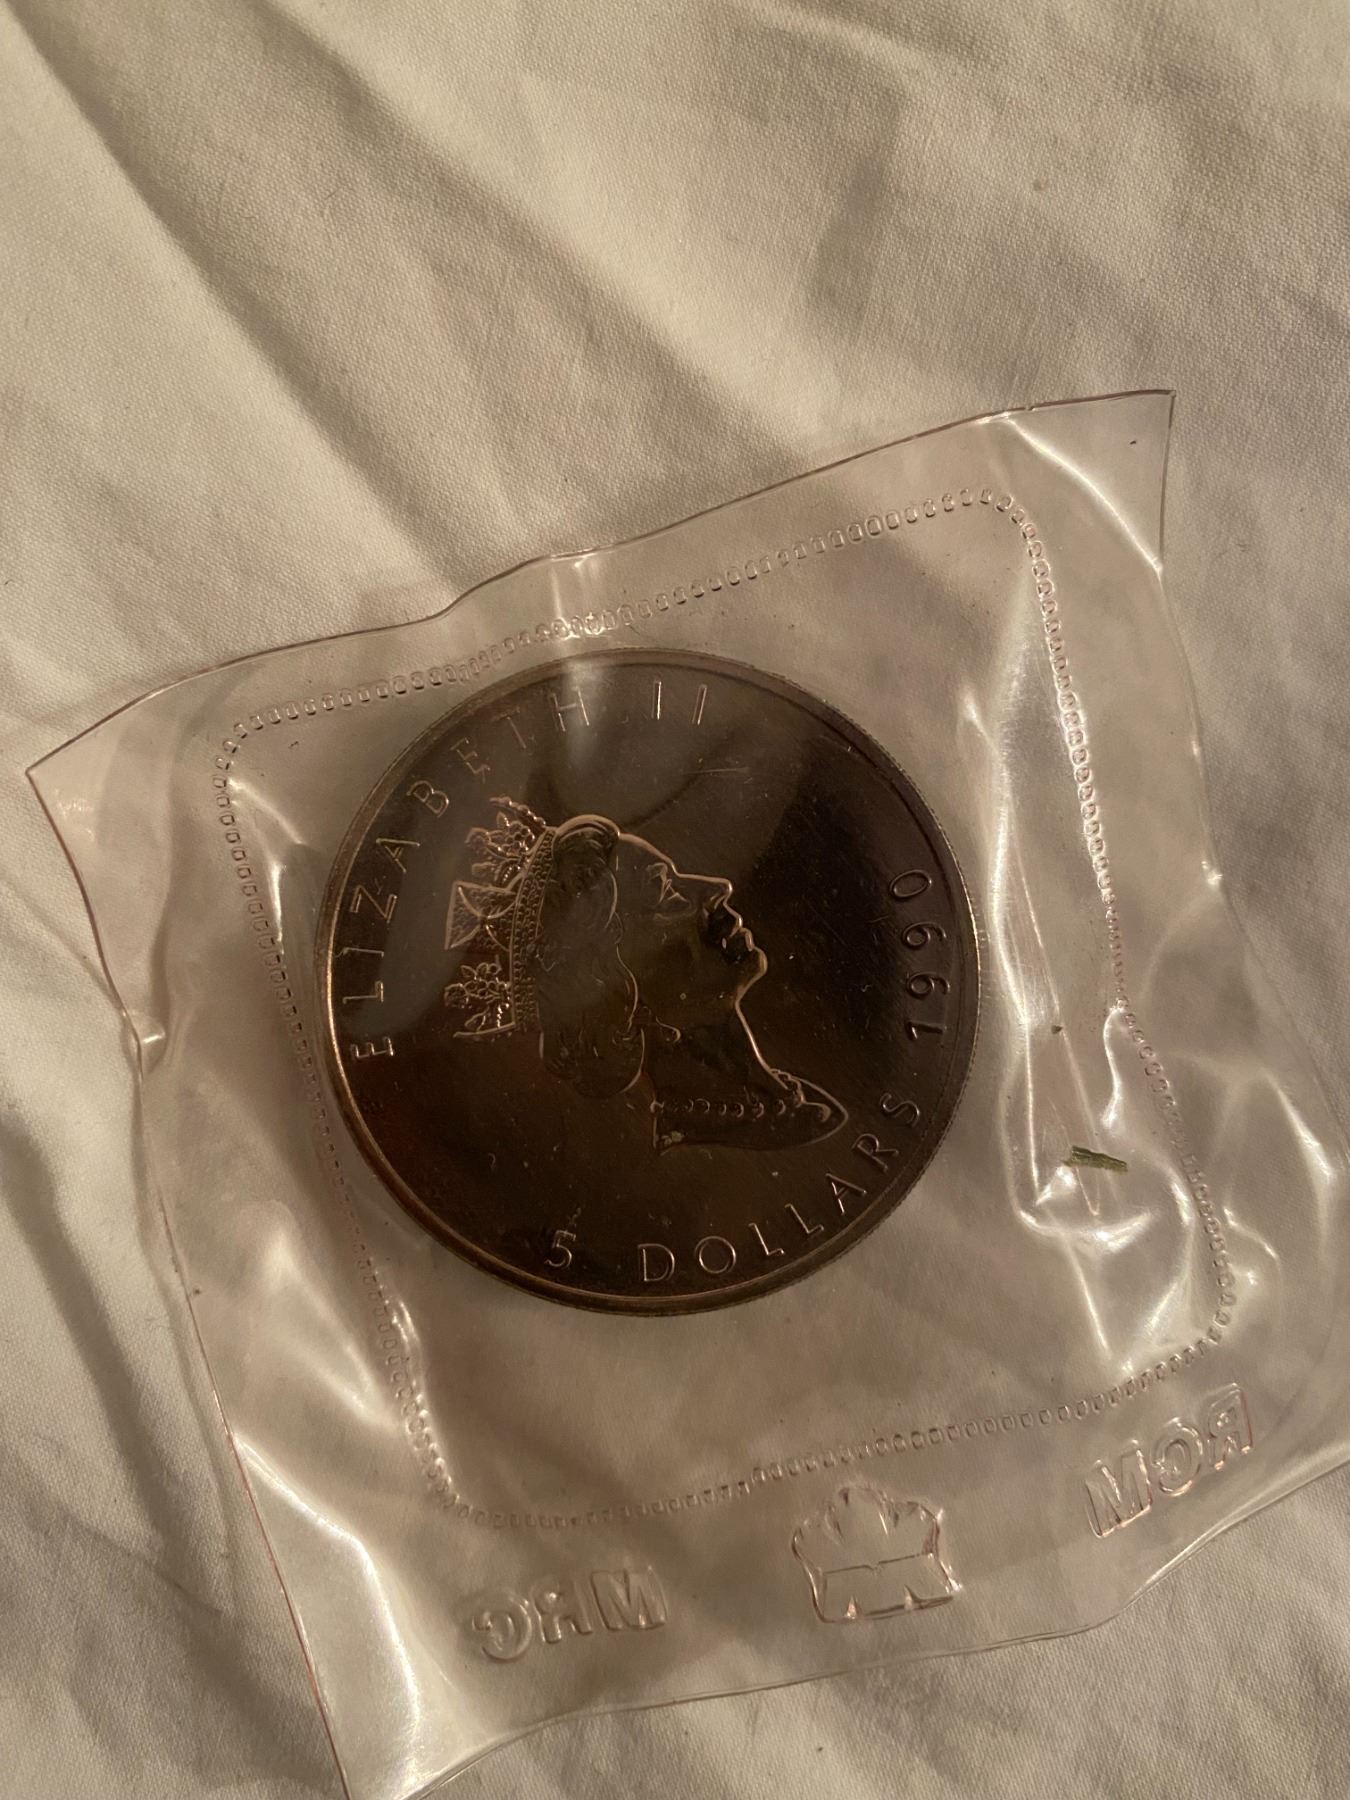 ELIZABETH II
5 DOLLARS 1990
MRC
RCM